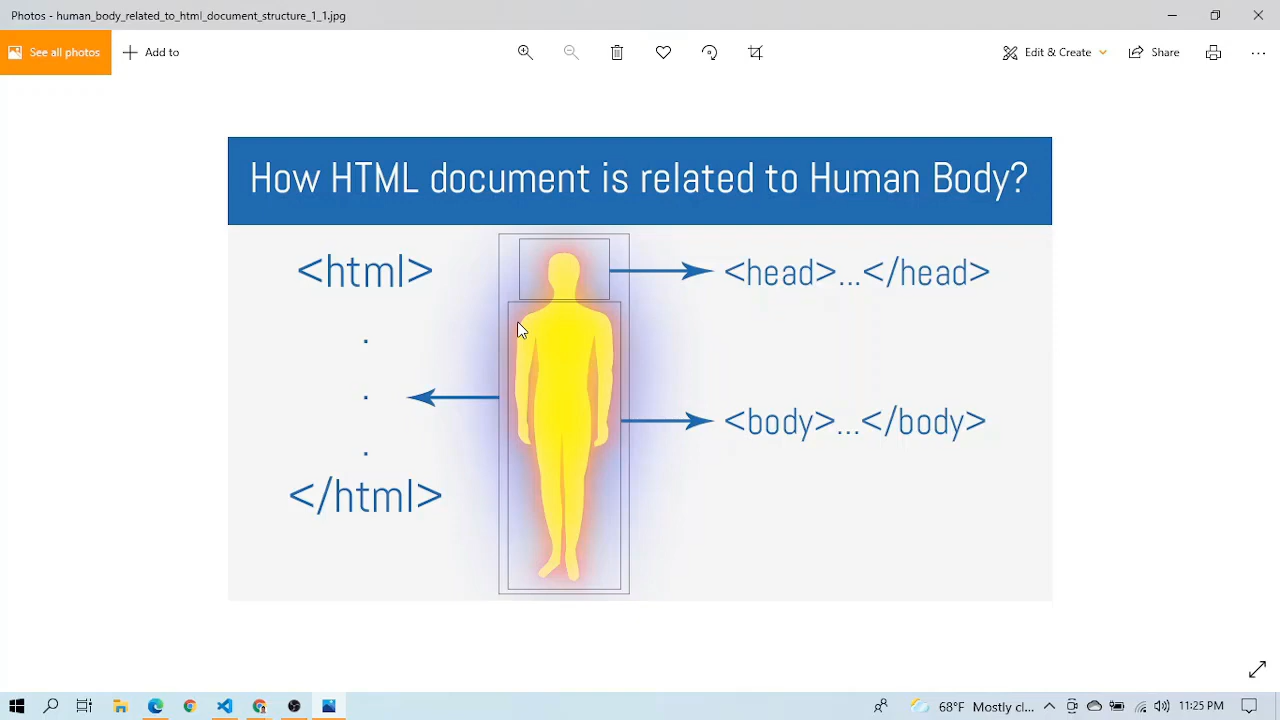 Photos - human_body_related_to_html_document_structure_1_1.jpg
See all photos
Add to
Edit & Create
Share
How HTML document is related to Human Body?
<html>
<head>...</head>
.
.
<body>...</body>
.
</html>
68°F Mostly cl...
11:25 PM